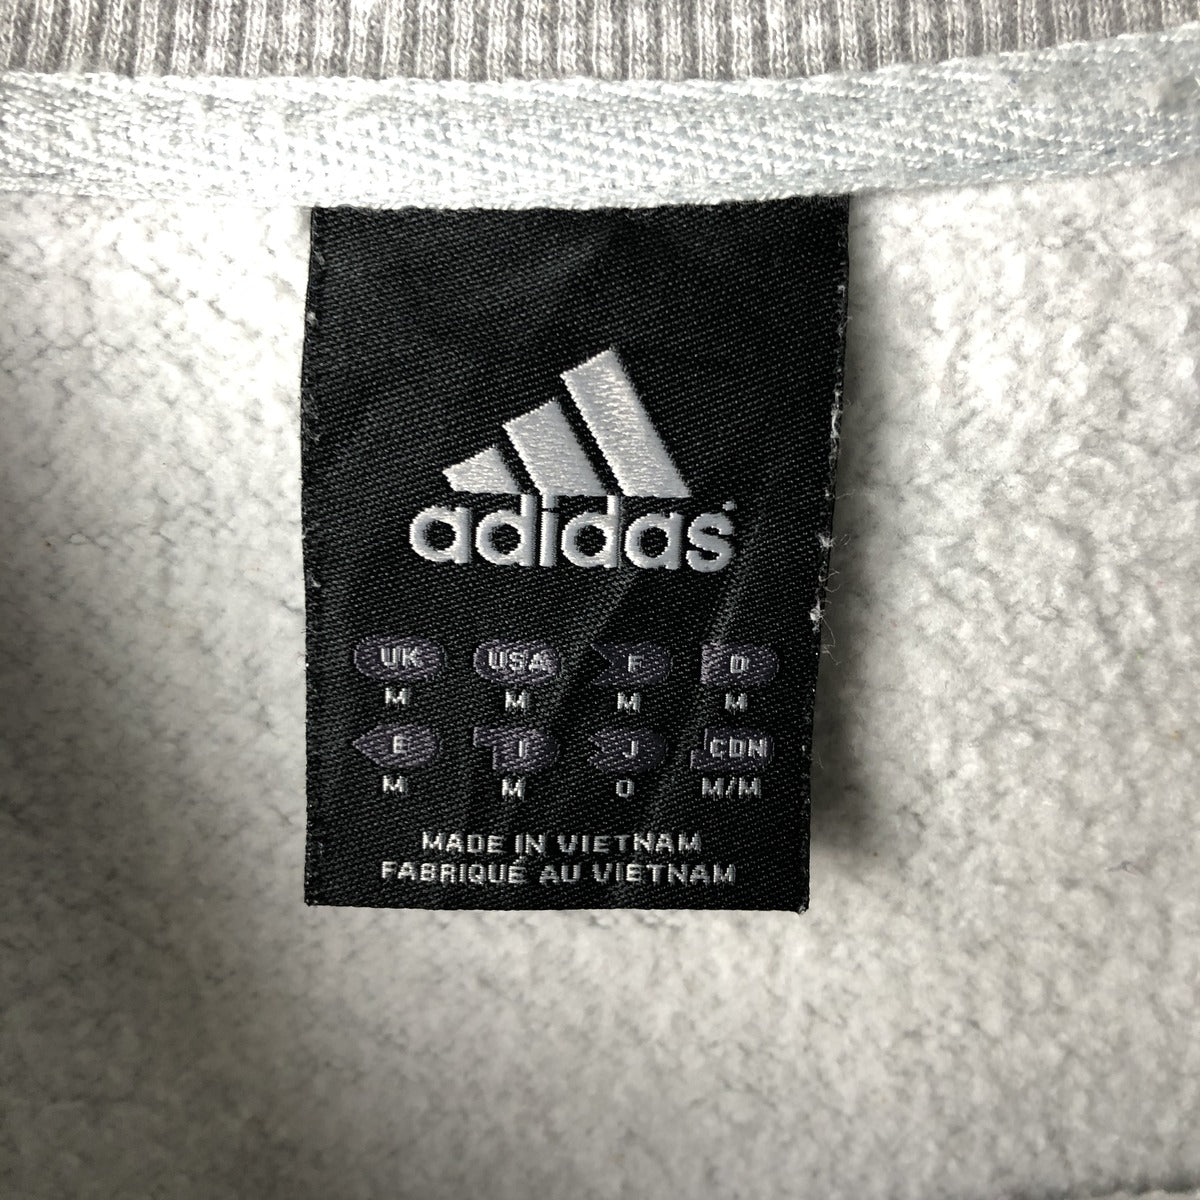 adidas
UK USA F D
M M M M
E I J CDN
M M O M/M
MADE IN VIETNAM
FABRIQUÉ AU VIETNAM